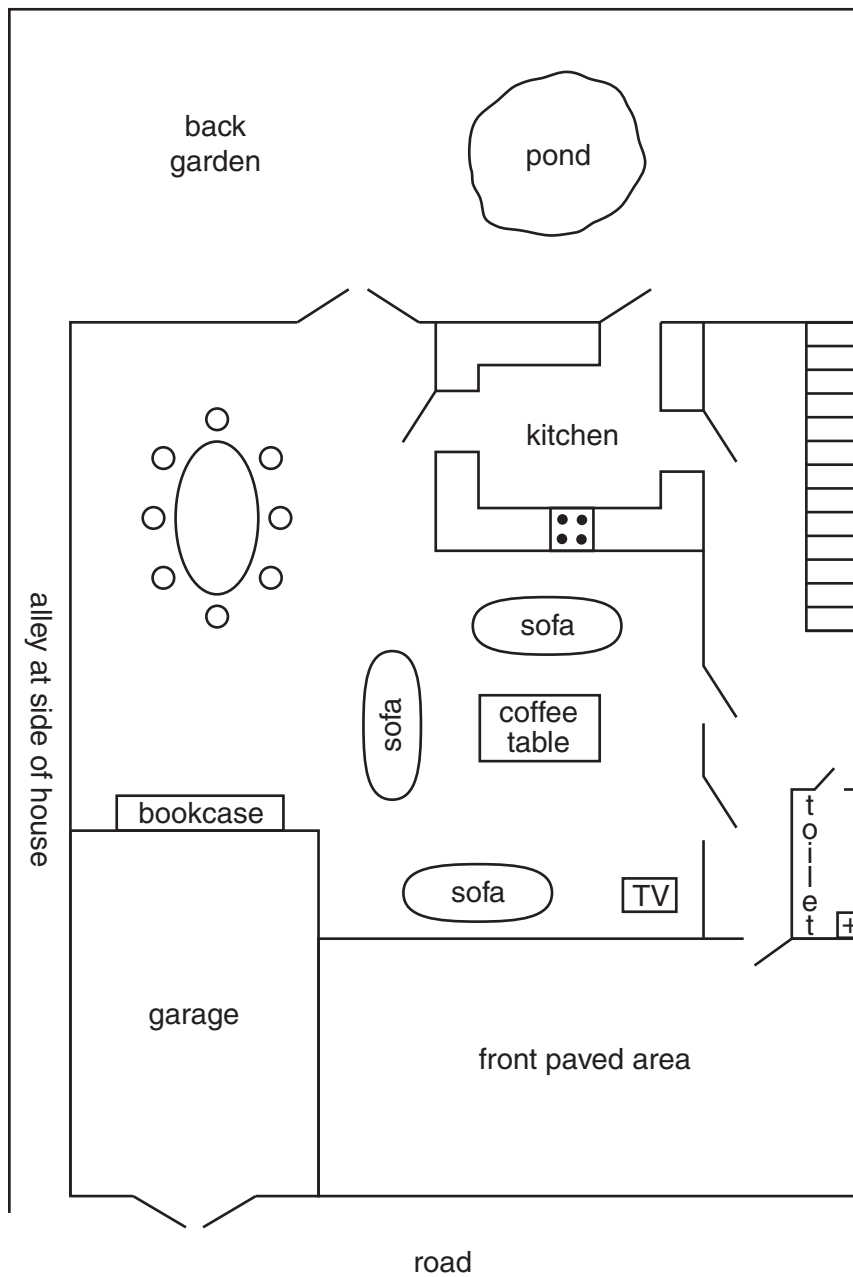 back
garden
pond
kitchen
sofa
sofa
coffee
table
alley at side of house
bookcase
toilet
sofa
TV
+
garage
front paved area
road